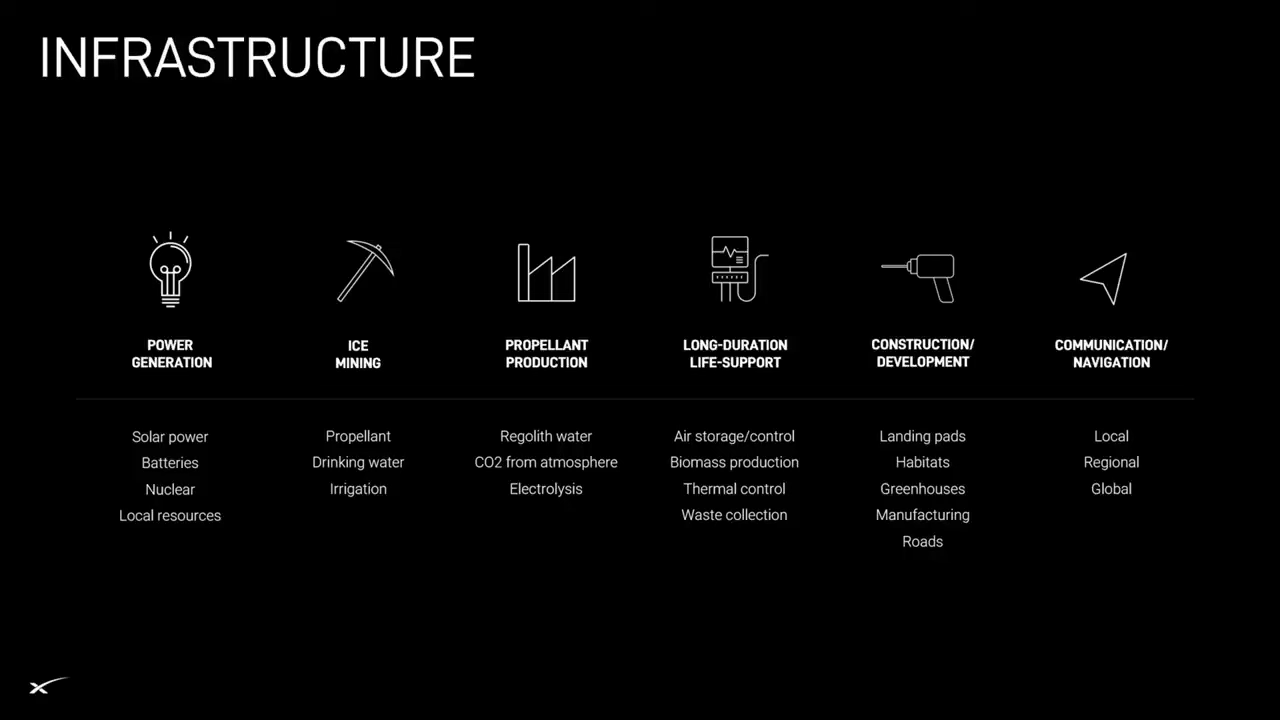 INFRASTRUCTURE
POWER
GENERATION
Solar power
Batteries
Nuclear
Local resources
ICE
MINING
Propellant
Drinking water
Irrigation
PROPELLANT
PRODUCTION
Regolith water
CO2 from atmosphere
Electrolysis
LONG-DURATION
LIFE-SUPPORT
Air storage/control
Biomass production
Thermal control
Waste collection
CONSTRUCTION/
DEVELOPMENT
Landing pads
Habitats
Greenhouses
Manufacturing
Roads
COMMUNICATION/
NAVIGATION
Local
Regional
Global